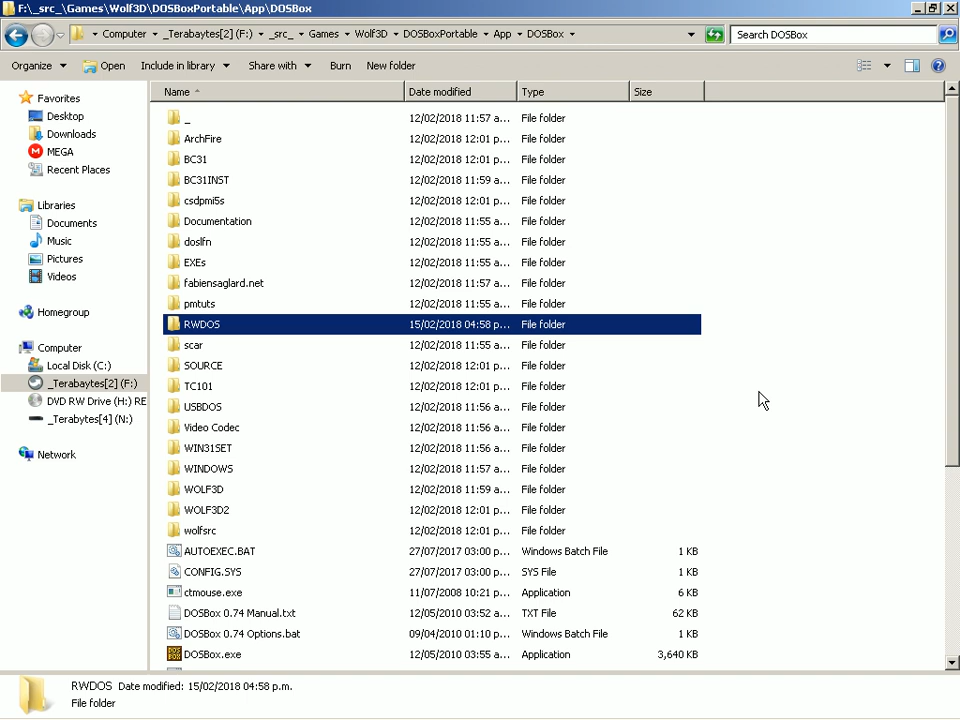 F:\_src_\Games\Wolf3D\DOSBoxPortable\App\DOSBox
Computer _Terabaytes[2] (F:) _src_ Games Wolf3D DOSBoxPortable App DOSBox Search DOSBox
Organize Open Include in library Share with Burn New folder
Name Date modified Type Size
Favorites
Desktop
Downloads
MEGA
Recent Places
Libraries
Documents
Music
Pictures
Videos
Homegroup
Computer
Local Disk (C:)
_Terabaytes[2] (F:)
DVD RW Drive (H:) RE
_Terabytes[4] (N:)
Network
_ 12/02/2018 11:57 a... File folder
ArchFire 12/02/2018 12:01 p... File folder
BC31 12/02/2018 12:01 p... File folder
BC31INST 12/02/2018 11:59 a... File folder
csdpmi5s 12/02/2018 12:01 p... File folder
Documentation 12/02/2018 11:55 a... File folder
doslfn 12/02/2018 11:55 a... File folder
EXEs 12/02/2018 11:55 a... File folder
fabiensaglard.net 12/02/2018 11:55 a... File folder
pmtuts 12/02/2018 11:55 a... File folder
RWDOS 15/02/2018 04:58 p... File folder
scar 12/02/2018 11:55 a... File folder
SOURCE 12/02/2018 12:01 p... File folder
TC101 12/02/2018 12:01 p... File folder
USBDOS 12/02/2018 11:56 a... File folder
Video Codec 12/02/2018 11:56 a... File folder
WIN31SET 12/02/2018 11:56 a... File folder
WINDOWS 12/02/2018 11:57 a... File folder
WOLF3D 12/02/2018 11:59 a... File folder
WOLF3D2 12/02/2018 12:01 p... File folder
wolfsrc 12/02/2018 12:01 p... File folder
AUTOEXEC.BAT 27/07/2017 03:00 p... Windows Batch File 1 KB
CONFIG.SYS 27/07/2017 03:00 p... SYS File 1 KB
ctmouse.exe 11/07/2008 10:21 p... Application 6 KB
DOSBox 0.74 Manual.txt 12/05/2010 03:52 a... TXT File 62 KB
DOSBox 0.74 Options.bat 09/04/2010 01:10 p... Windows Batch File 1 KB
DOSBox.exe 12/05/2010 03:55 a... Application 3,640 KB
RWDOS Date modified: 15/02/2018 04:58 p.m.
File folder